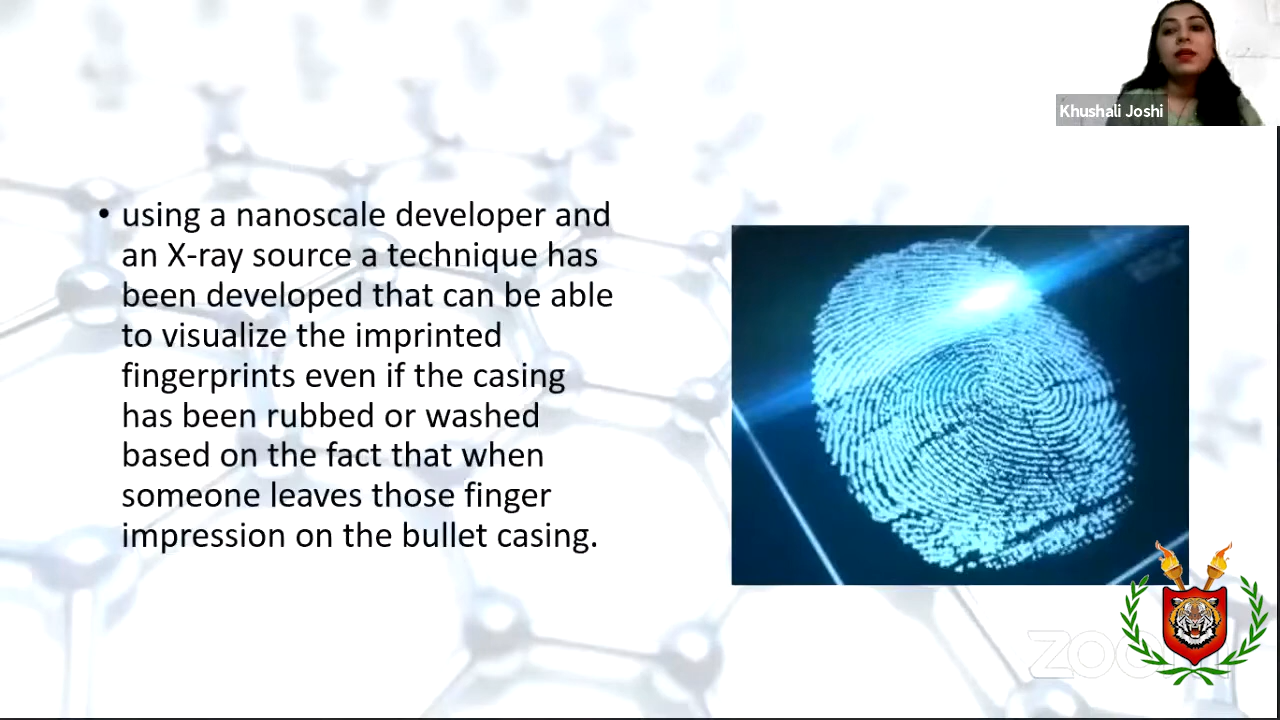 Khushali Joshi
• using a nanoscale developer and
an X-ray source a technique has
been developed that can be able
to visualize the imprinted
fingerprints even if the casing
has been rubbed or washed
based on the fact that when
someone leaves those finger
impression on the bullet casing.
zoom